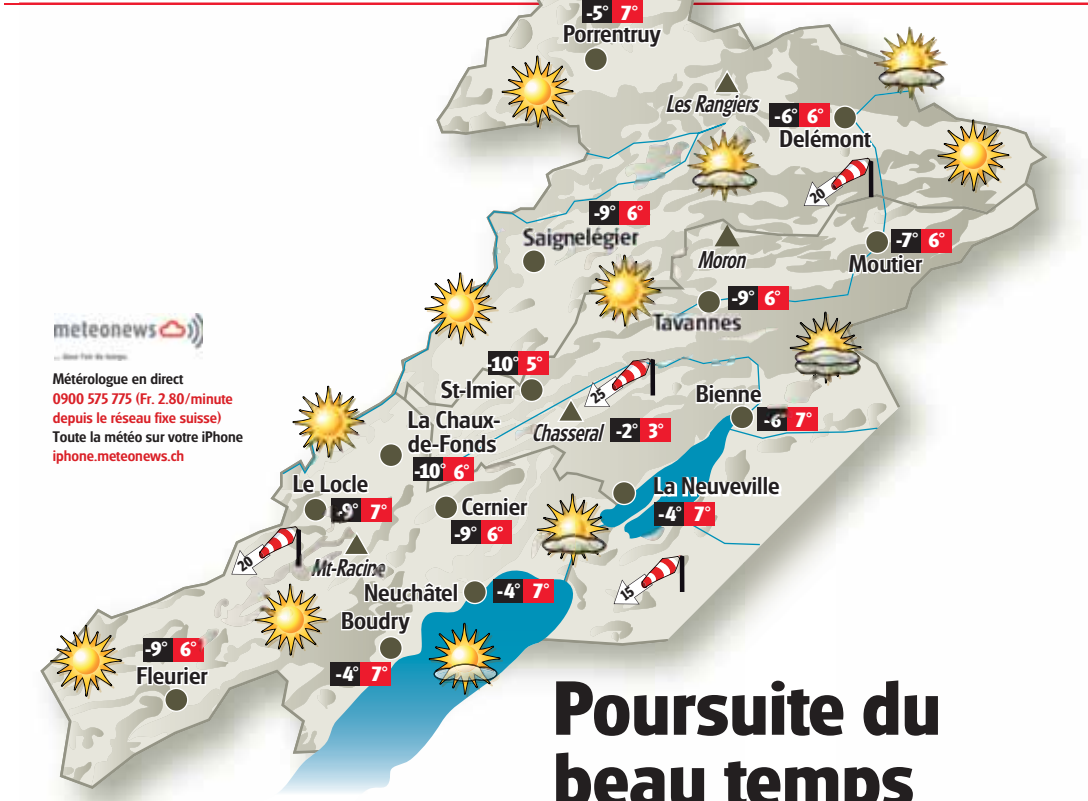 -5° 7°
Porrentruy
Les Rangiers
-6° 6°
Delémont
20
-9° 6°
Saignelégier
-7° 6°
Moutier
Moron
-9° 6°
Tavannes
meteonews
... dans l'air du temps.
Météorologue en direct
0900 575 775 (Fr. 2.80/minute
depuis le réseau fixe suisse)
Toute la météo sur votre iPhone
iphone.meteonews.ch
-10° 5°
St-Imier
25
Chasseral -2° 3°
Bienne
-6° 7°
La Chaux-
de-Fonds
-10° 6°
Le Locle
-9° 7°
Cernier
-9° 6°
La Neuveville
-4° 7°
20
Mt-Racine
15
Neuchâtel -4° 7°
Boudry
-4° 7°
-9° 6°
Fleurier
Poursuite du
beau temps